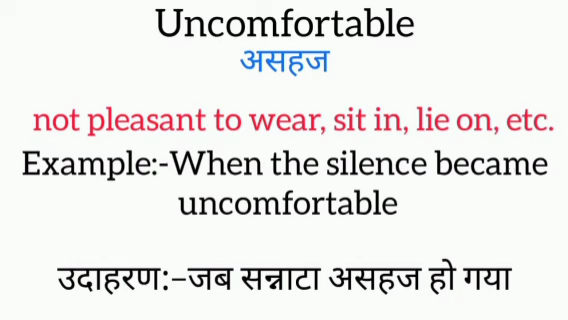 Uncomfortable
असहज
not pleasant to wear, sit in, lie on, etc.
Example:-When the silence became
uncomfortable
उदाहरण:–जब सन्नाटा असहज हो गया